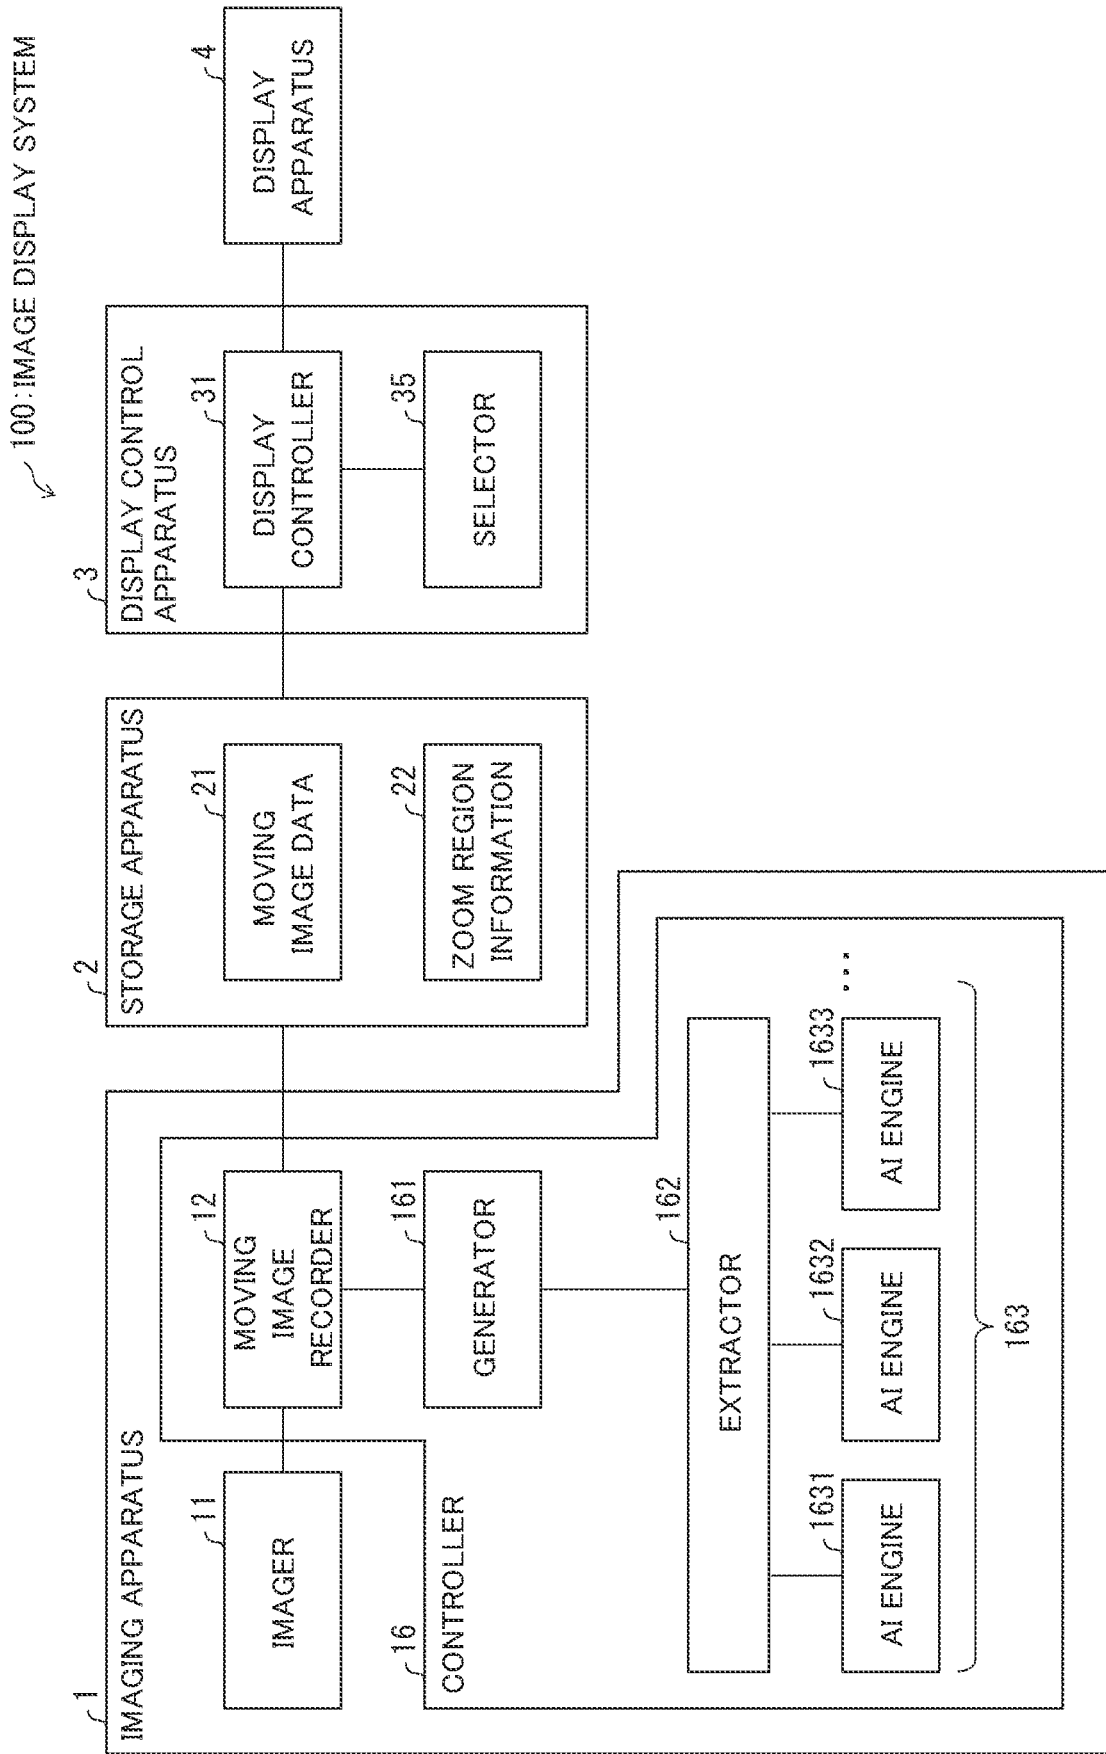 100:IMAGE DISPLAY SYSTEM
1
IMAGING APPARATUS
11
IMAGER
12
MOVING
IMAGE
RECORDER
16
CONTROLLER
161
GENERATOR
162
EXTRACTOR
1631
AI ENGINE
1632
AI ENGINE
1633
AI ENGINE
...
163
2
STORAGE APPARATUS
21
MOVING
IMAGE DATA
22
ZOOM REGION
INFORMATION
3
DISPLAY CONTROL
APPARATUS
31
DISPLAY
CONTROLLER
35
SELECTOR
4
DISPLAY
APPARATUS